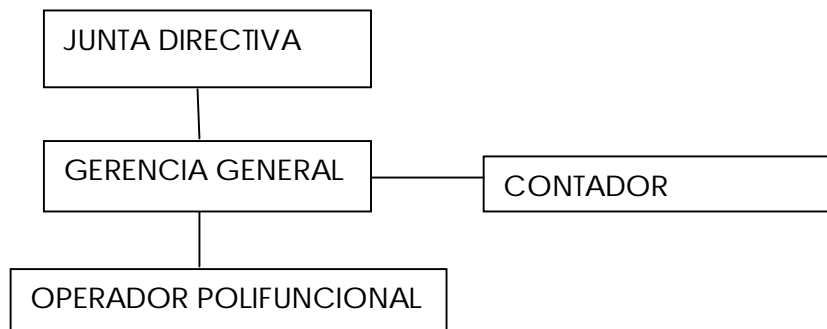 JUNTA DIRECTIVA
GERENCIA GENERAL
CONTADOR
OPERADOR POLIFUNCIONAL